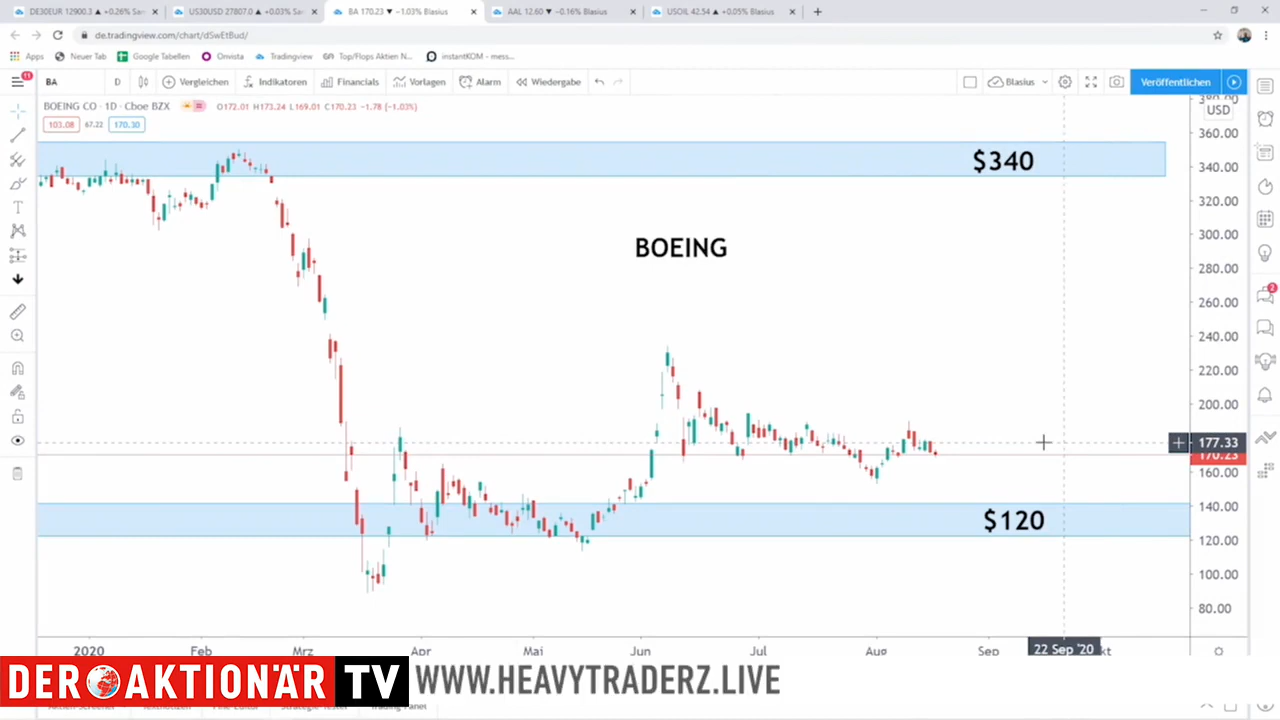 DE30EUR 12900.3 ▲ +0.26% Sa
US30USD 27807.0 ▲ +0.03% Sa
BA 170.23 ▼ −1.03% Blasius
AAL 12.60 ▼ −0.16% Blasius
USOIL 42.54 ▲ +0.05% Blasius
de.tradingview.com/chart/dSwEtBud/
Apps Neuer Tab Google Tabellen Onvista Tradingview Top/Flops Aktien N... instantKOM - mess...
11
BA D Vergleichen Indikatoren Financials Vorlagen Alarm Wiedergabe Blasius Veröffentlichen
BOEING CO · 1D · Cboe BZX O172.01 H173.24 L169.01 C170.23 −1.78 (−1.03%)
103.08 67.22 170.30
380.00
USD
360.00
$340
340.00
320.00
300.00
BOEING
280.00
260.00
240.00
220.00
200.00
177.33
170.23
160.00
140.00
$120
120.00
100.00
80.00
2
2020 Feb Mrz Apr Mai Jun Jul Aug Sep 22 Sep '20 kt
DER AKTIONÄR TV WWW.HEAVYTRADERZ.LIVE